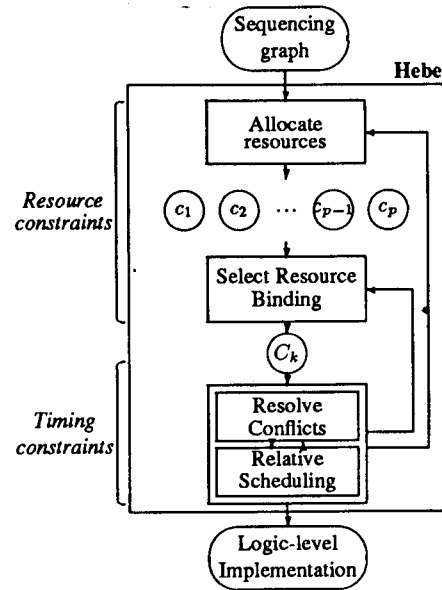 Sequencing
graph
Hebe
Allocate
resources
Resource
constraints
c₁ c₂ ... c₍p₋₁₎ cₚ
Select Resource
Binding
Cₖ
Timing
constraints
Resolve
Conflicts
Relative
Scheduling
Logic-level
Implementation